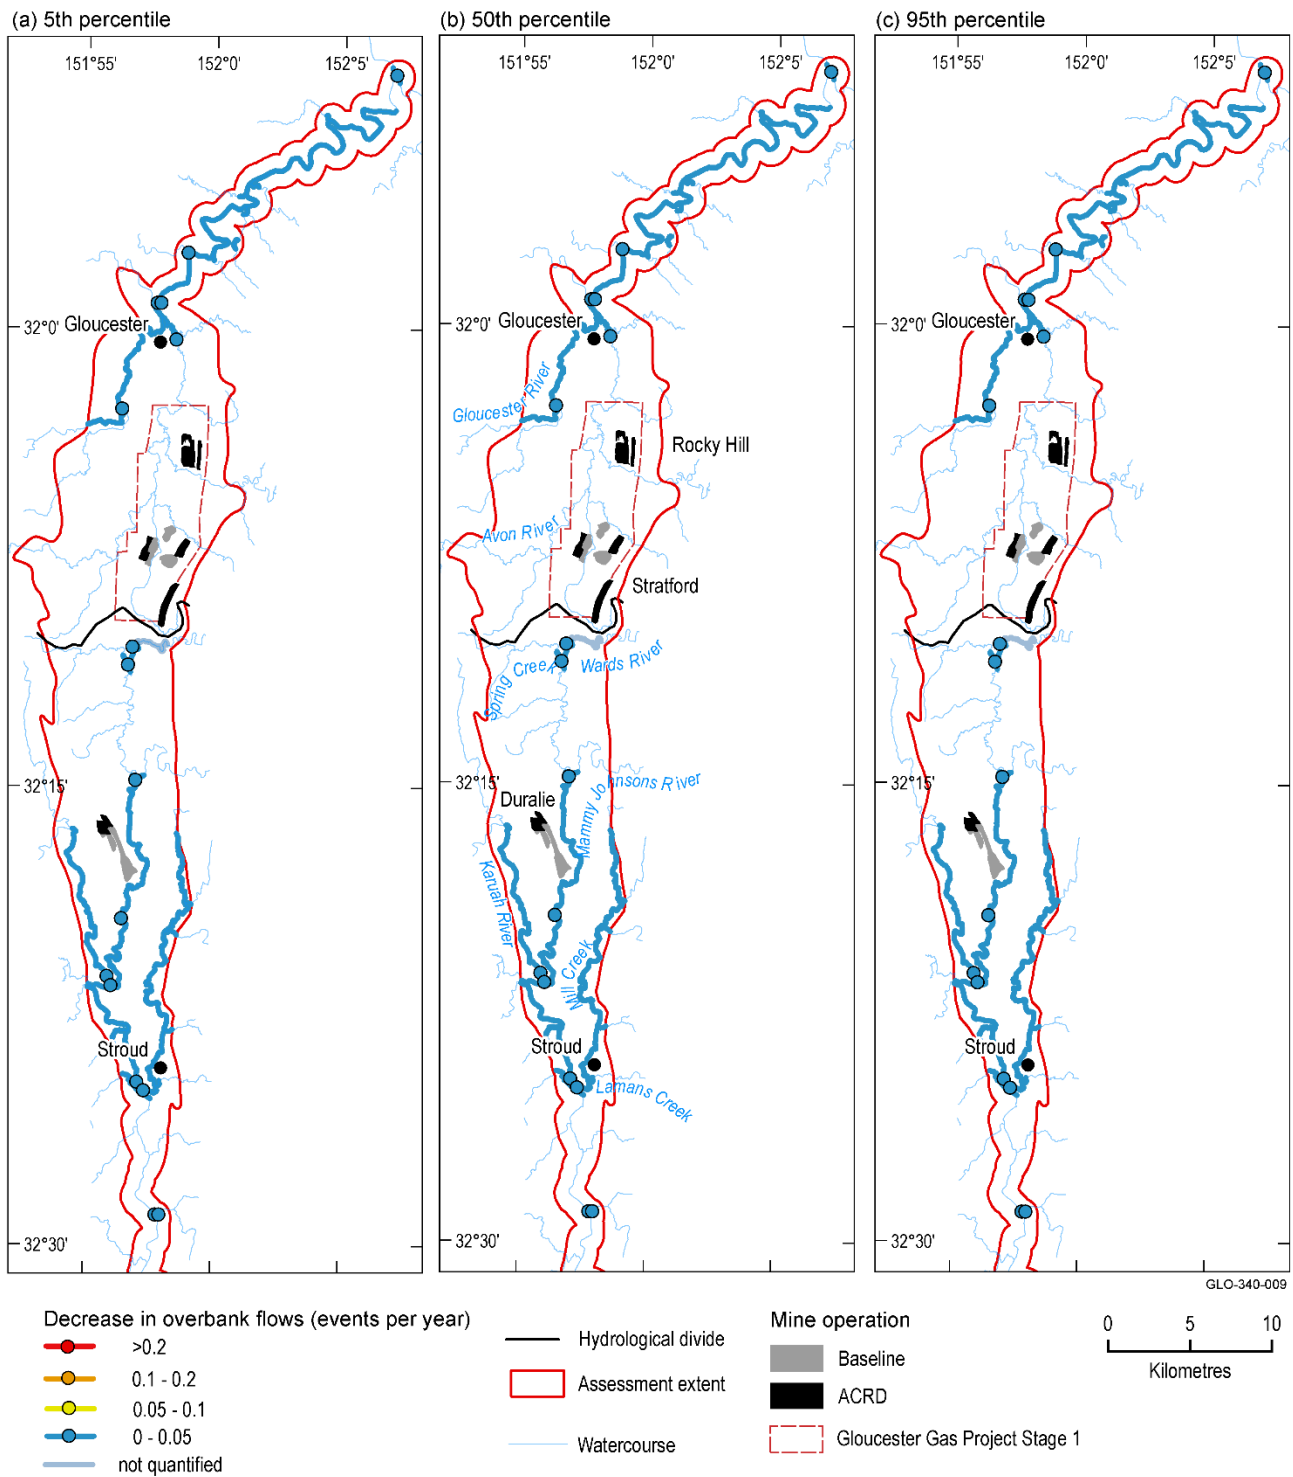 (a) 5th percentile
(b) 50th percentile
(c) 95th percentile
151°55'
152°0'
152°5'
151°55'
152°0'
152°5'
151°55'
152°0'
152°5'
32°0'
Gloucester
32°0'
Gloucester
32°0'
Gloucester
Gloucester River
Rocky Hill
Avon River
Stratford
Spring Creek
Wards River
32°15'
32°15'
32°15'
Mammy Johnsons River
Duralie
Karuah River
Mill Creek
Stroud
Stroud
Stroud
Lamans Creek
32°30'
32°30'
32°30'
GLO-340-009
Decrease in overbank flows (events per year)
>0.2
0.1 - 0.2
0.05 - 0.1
0 - 0.05
not quantified
Hydrological divide
Assessment extent
Watercourse
Mine operation
Baseline
ACRD
Gloucester Gas Project Stage 1
0 5 10
Kilometres